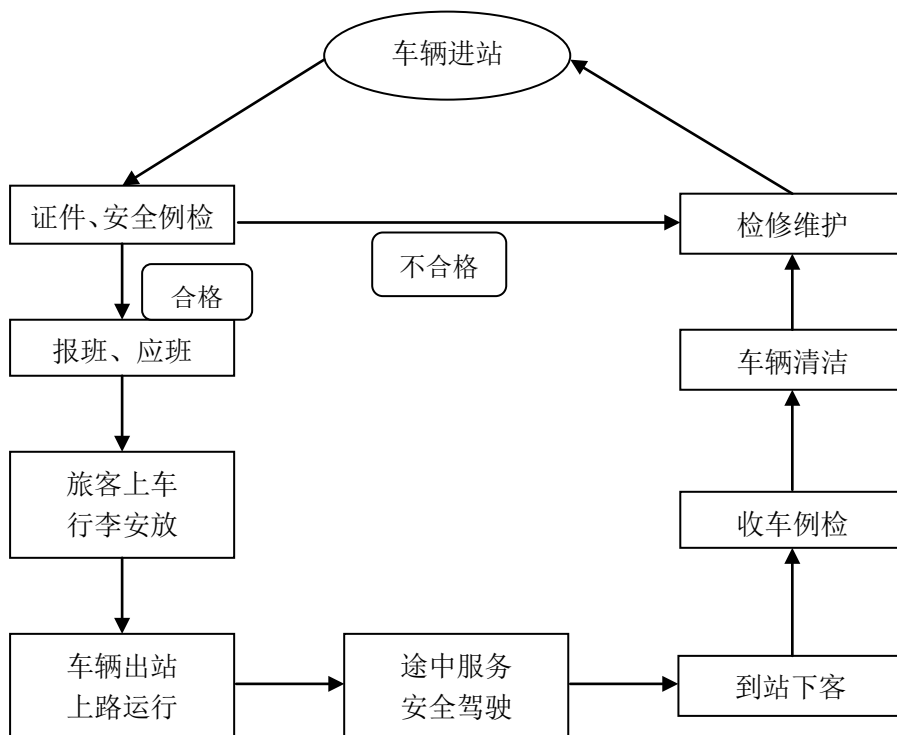 车辆进站
证件、安全例检
检修维护
不合格
合格
报班、应班
车辆清洁
旅客上车
行李安放
收车例检
车辆出站
上路运行
途中服务
安全驾驶
到站下客